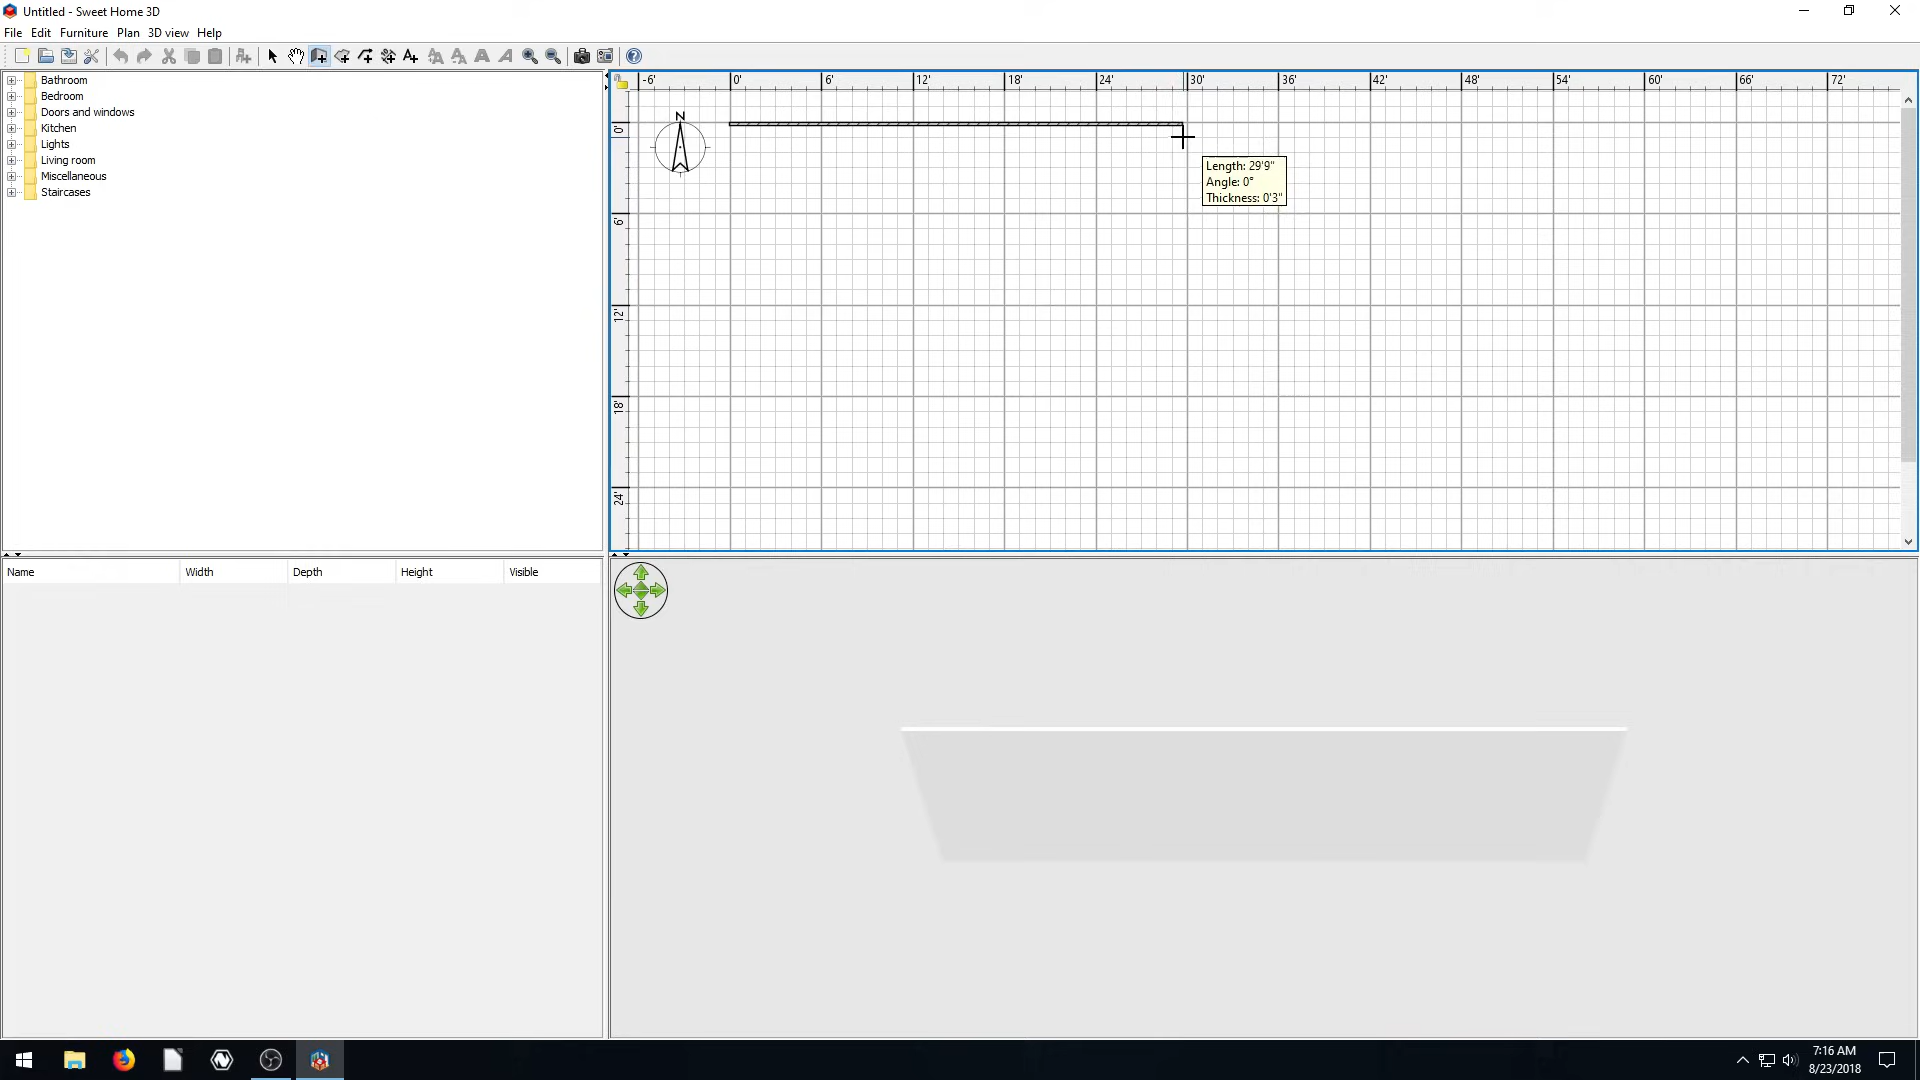 Untitled - Sweet Home 3D
File Edit Furniture Plan 3D view Help
Bathroom
Bedroom
Doors and windows
Kitchen
Lights
Living room
Miscellaneous
Staircases
-6' 0' 6' 12' 18' 24' 30' 36' 42' 48' 54' 60' 66' 72'
N
0'
6'
12'
18'
24'
Length: 29'9"
Angle: 0°
Thickness: 0'3"
Name Width Depth Height Visible
7:16 AM
8/23/2018